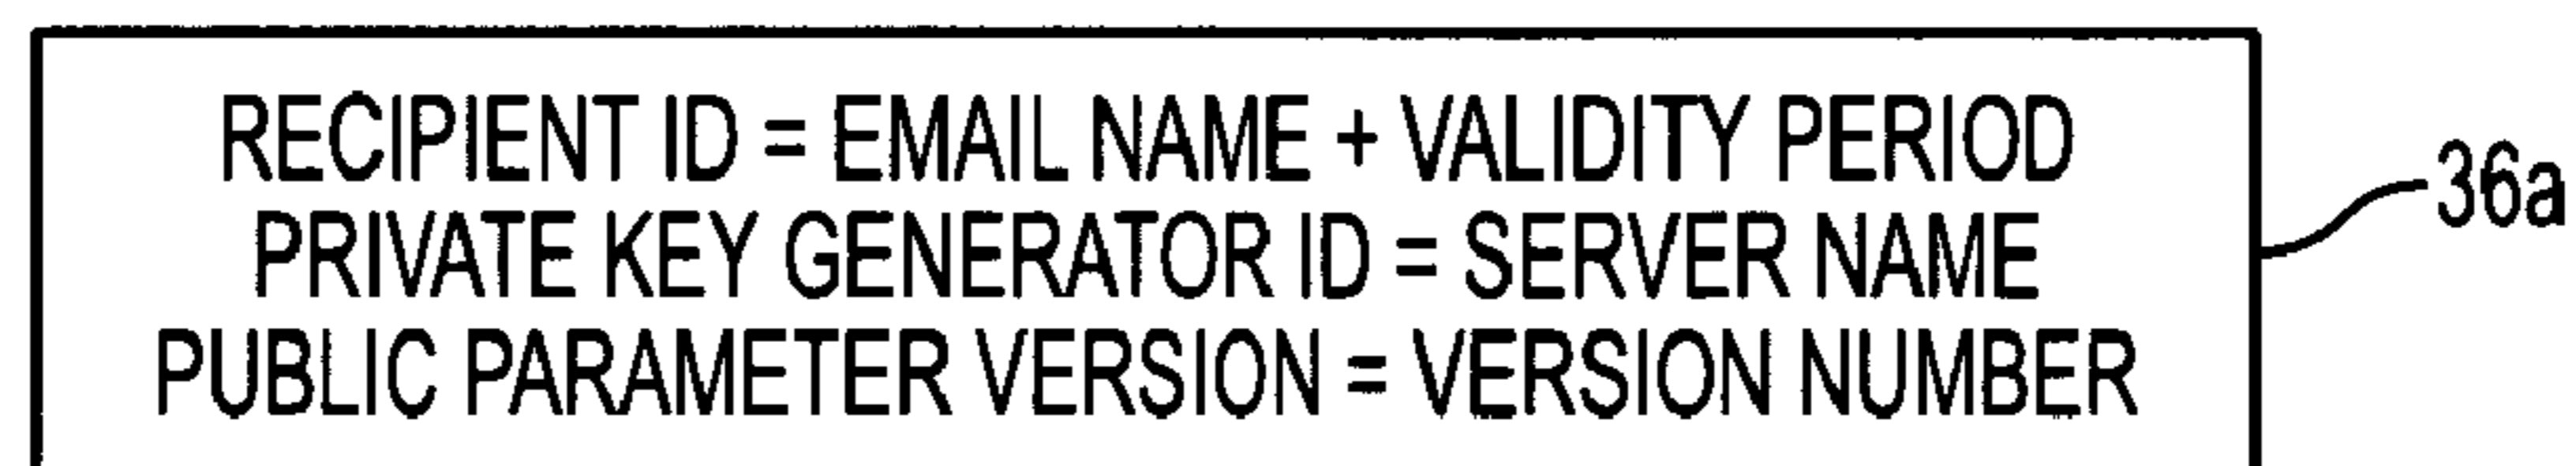 RECIPIENT ID = EMAIL NAME + VALIDITY PERIOD
PRIVATE KEY GENERATOR ID = SERVER NAME
PUBLIC PARAMETER VERSION = VERSION NUMBER
36a